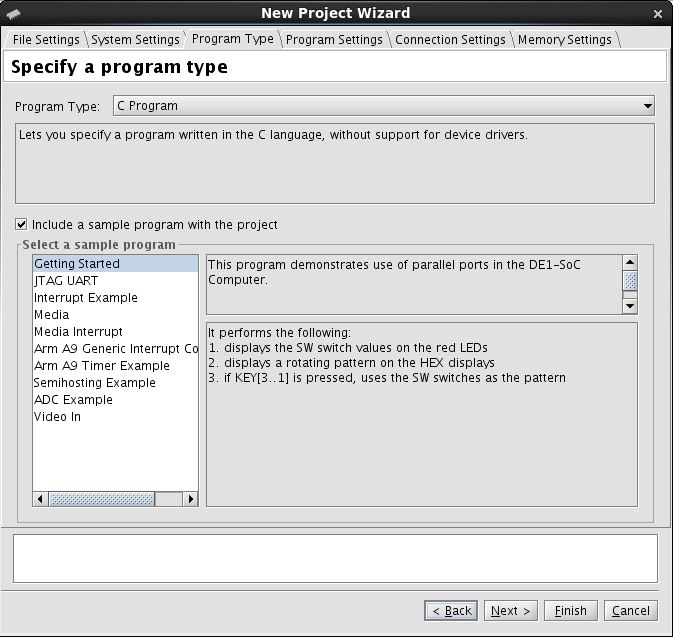 New Project Wizard
File Settings
System Settings
Program Type
Program Settings
Connection Settings
Memory Settings
Specify a program type
Program Type:
C Program
Lets you specify a program written in the C language, without support for device drivers.
Include a sample program with the project
Select a sample program
Getting Started
JTAG UART
Interrupt Example
Media
Media Interrupt
Arm A9 Generic Interrupt Co
Arm A9 Timer Example
Semihosting Example
ADC Example
Video In
This program demonstrates use of parallel ports in the DE1-SoC
Computer.
It performs the following:
1. displays the SW switch values on the red LEDs
2. displays a rotating pattern on the HEX displays
3. if KEY[3..1] is pressed, uses the SW switches as the pattern
< Back
Next >
Finish
Cancel